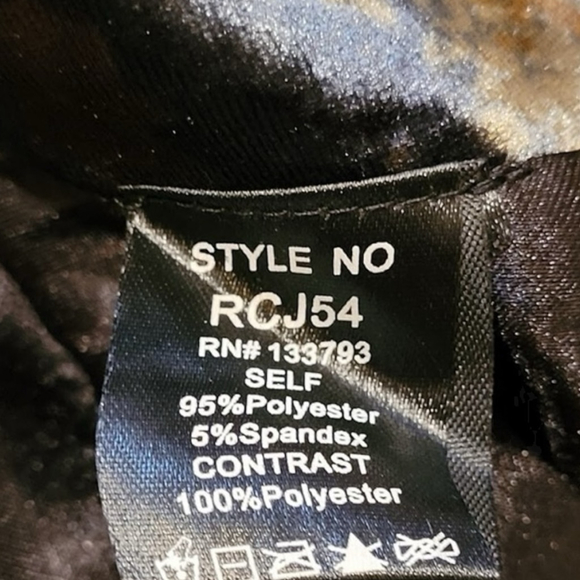 STYLE NO
RCJ54
RN# 133793
SELF
95%Polyester
5%Spandex
CONTRAST
100%Polyester